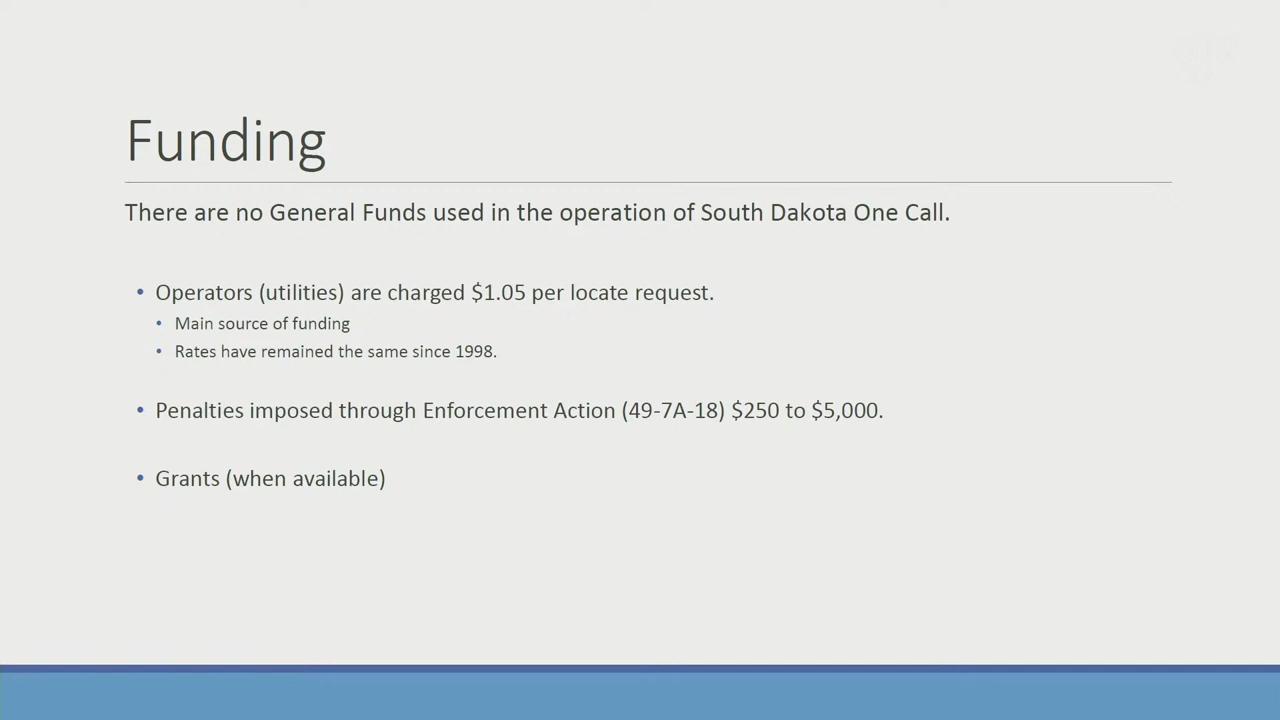 Funding
There are no General Funds used in the operation of South Dakota One Call.
• Operators (utilities) are charged $1.05 per locate request.
• Main source of funding
• Rates have remained the same since 1998.
• Penalties imposed through Enforcement Action (49-7A-18) $250 to $5,000.
• Grants (when available)